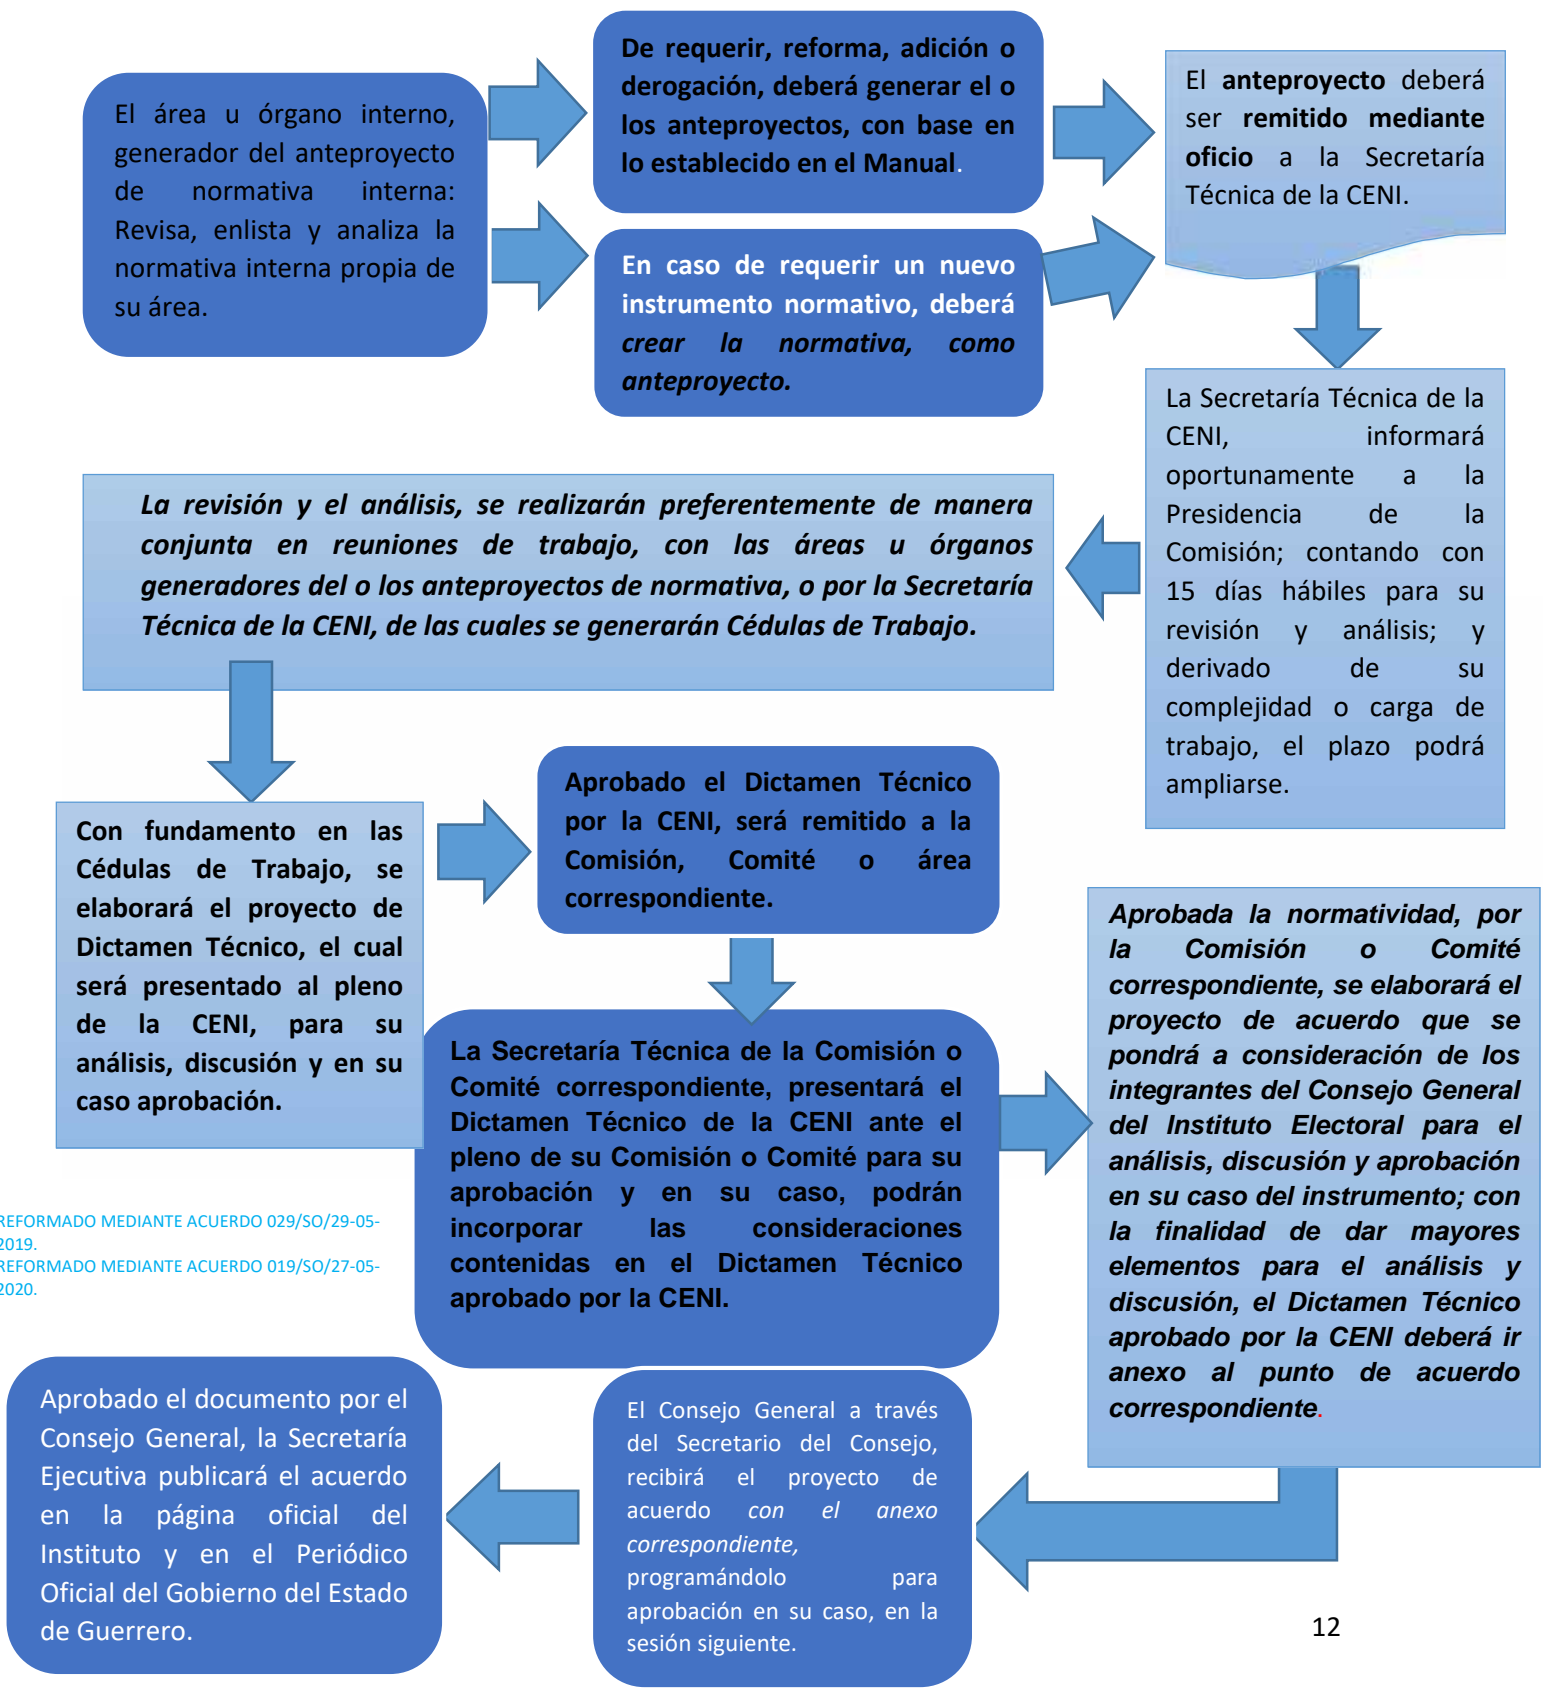 El área u órgano interno,
generador del anteproyecto
de normativa interna:
Revisa, enlista y analiza la
normativa interna propia de
su área.
De requerir, reforma, adición o
derogación, deberá generar el o
los anteproyectos, con base en
lo establecido en el Manual.
En caso de requerir un nuevo
instrumento normativo, deberá
crear la normativa, como
anteproyecto.
El anteproyecto deberá
ser remitido mediante
oficio a la Secretaría
Técnica de la CENI.
La Secretaría Técnica de la
CENI, informará
oportunamente a la
Presidencia de la
Comisión; contando con
15 días hábiles para su
revisión y análisis; y
derivado de su
complejidad o carga de
trabajo, el plazo podrá
ampliarse.
La revisión y el análisis, se realizarán preferentemente de manera
conjunta en reuniones de trabajo, con las áreas u órganos
generadores del o los anteproyectos de normativa, o por la Secretaría
Técnica de la CENI, de las cuales se generarán Cédulas de Trabajo.
Con fundamento en las
Cédulas de Trabajo, se
elaborará el proyecto de
Dictamen Técnico, el cual
será presentado al pleno
de la CENI, para su
análisis, discusión y en su
caso aprobación.
Aprobado el Dictamen Técnico
por la CENI, será remitido a la
Comisión, Comité o área
correspondiente.
La Secretaría Técnica de la Comisión o
Comité correspondiente, presentará el
Dictamen Técnico de la CENI ante el
pleno de su Comisión o Comité para su
aprobación y en su caso, podrán
incorporar las consideraciones
contenidas en el Dictamen Técnico
aprobado por la CENI.
Aprobada la normatividad, por
la Comisión o Comité
correspondiente, se elaborará el
proyecto de acuerdo que se
pondrá a consideración de los
integrantes del Consejo General
del Instituto Electoral para el
análisis, discusión y aprobación
en su caso del instrumento; con
la finalidad de dar mayores
elementos para el análisis y
discusión, el Dictamen Técnico
aprobado por la CENI deberá ir
anexo al punto de acuerdo
correspondiente.
REFORMADO MEDIANTE ACUERDO 029/SO/29-05-
2019.
REFORMADO MEDIANTE ACUERDO 019/SO/27-05-
2020.
El Consejo General a través
del Secretario del Consejo,
recibirá el proyecto de
acuerdo con el anexo
correspondiente,
programándolo para
aprobación en su caso, en la
sesión siguiente.
Aprobado el documento por el
Consejo General, la Secretaría
Ejecutiva publicará el acuerdo
en la página oficial del
Instituto y en el Periódico
Oficial del Gobierno del Estado
de Guerrero.
12